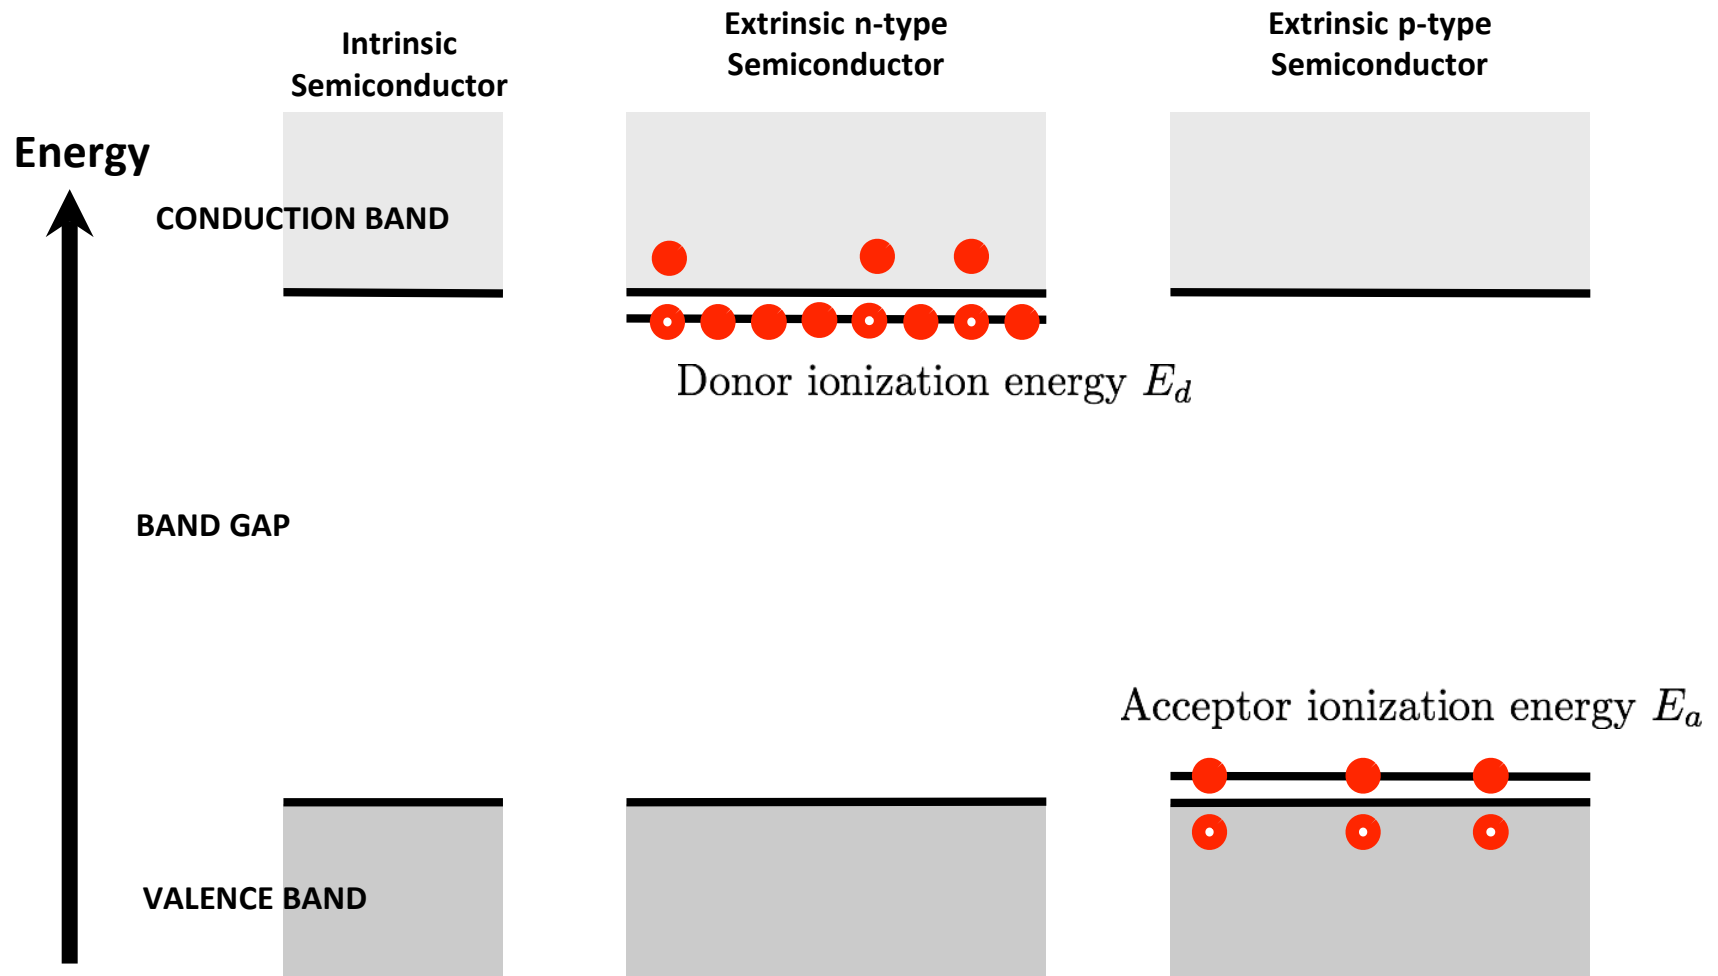 Intrinsic
Semiconductor
Extrinsic n-type
Semiconductor
Extrinsic p-type
Semiconductor
Energy
CONDUCTION BAND
Donor ionization energy E_d
BAND GAP
Acceptor ionization energy E_a
VALENCE BAND